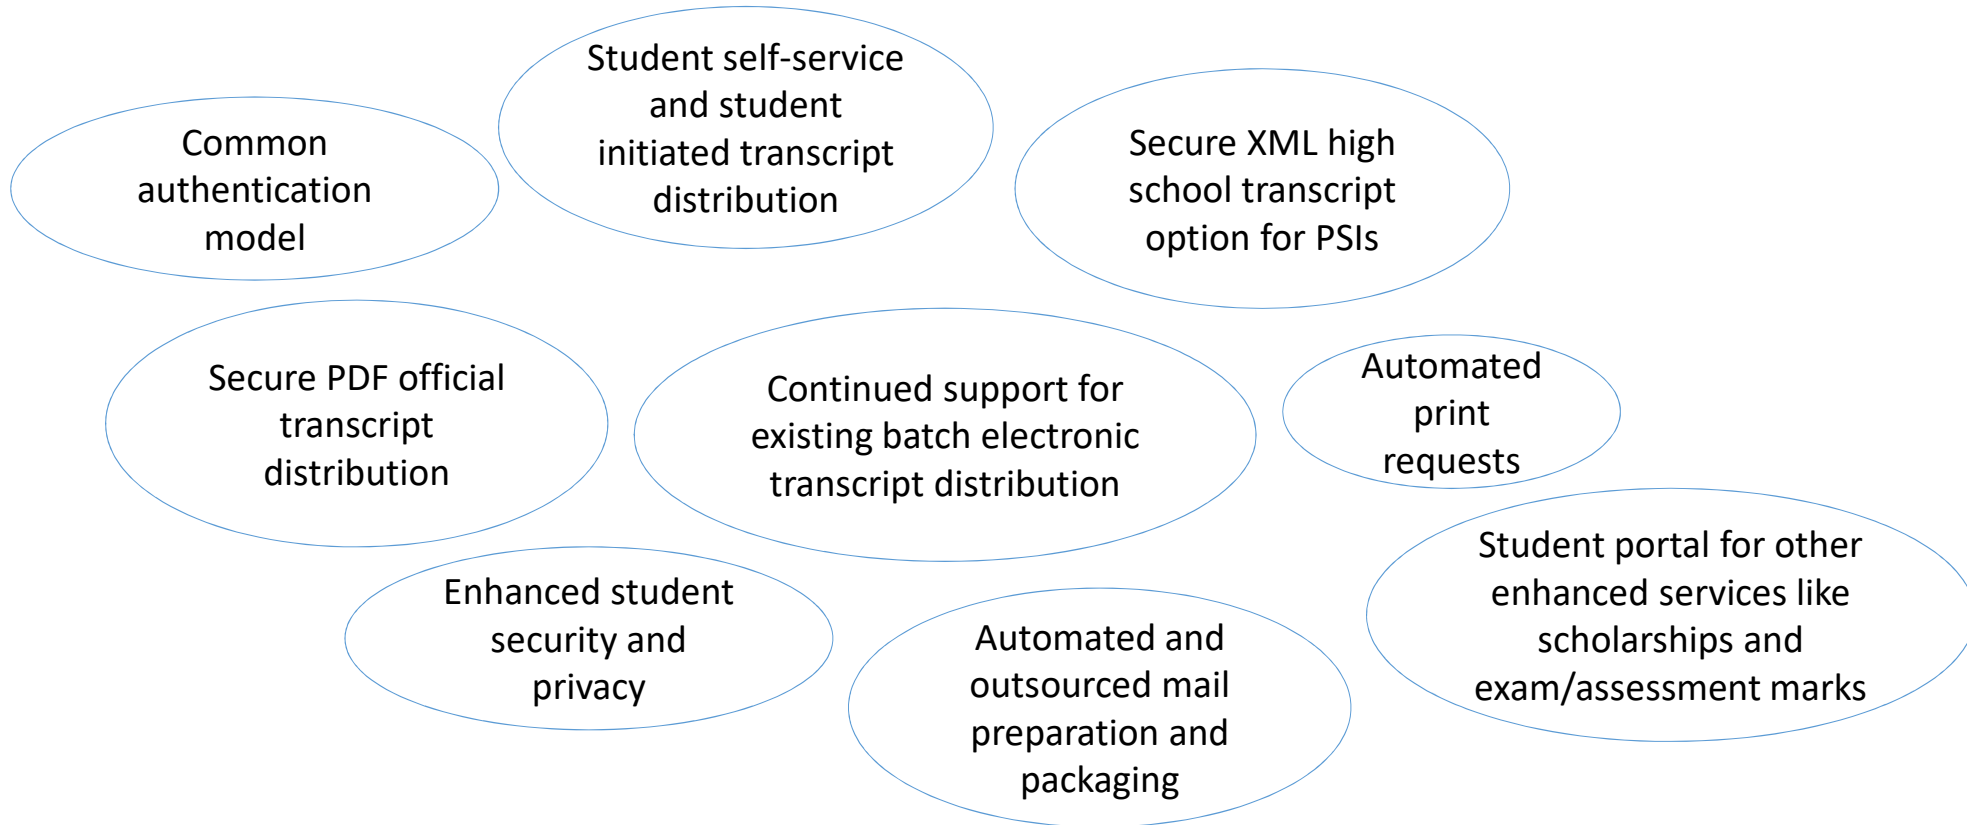 Common
authentication
model
Student self-service
and student
initiated transcript
distribution
Secure XML high
school transcript
option for PSIs
Secure PDF official
transcript
distribution
Continued support for
existing batch electronic
transcript distribution
Automated
print
requests
Enhanced student
security and
privacy
Automated and
outsourced mail
preparation and
packaging
Student portal for other
enhanced services like
scholarships and
exam/assessment marks